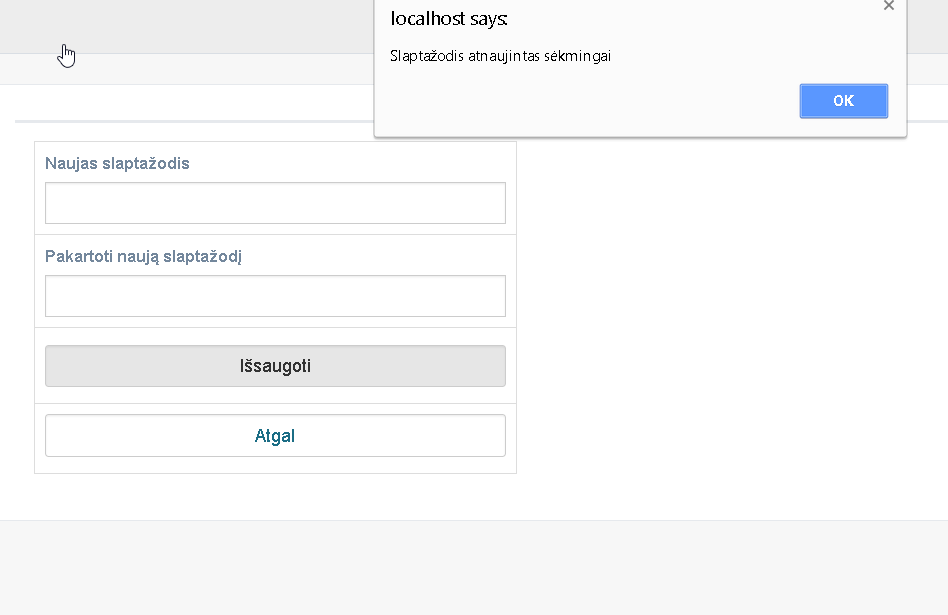 localhost says:
Slaptažodis atnaujintas sėkmingai
OK
Naujas slaptažodis
Pakartoti naują slaptažodį
Išsaugoti
Atgal